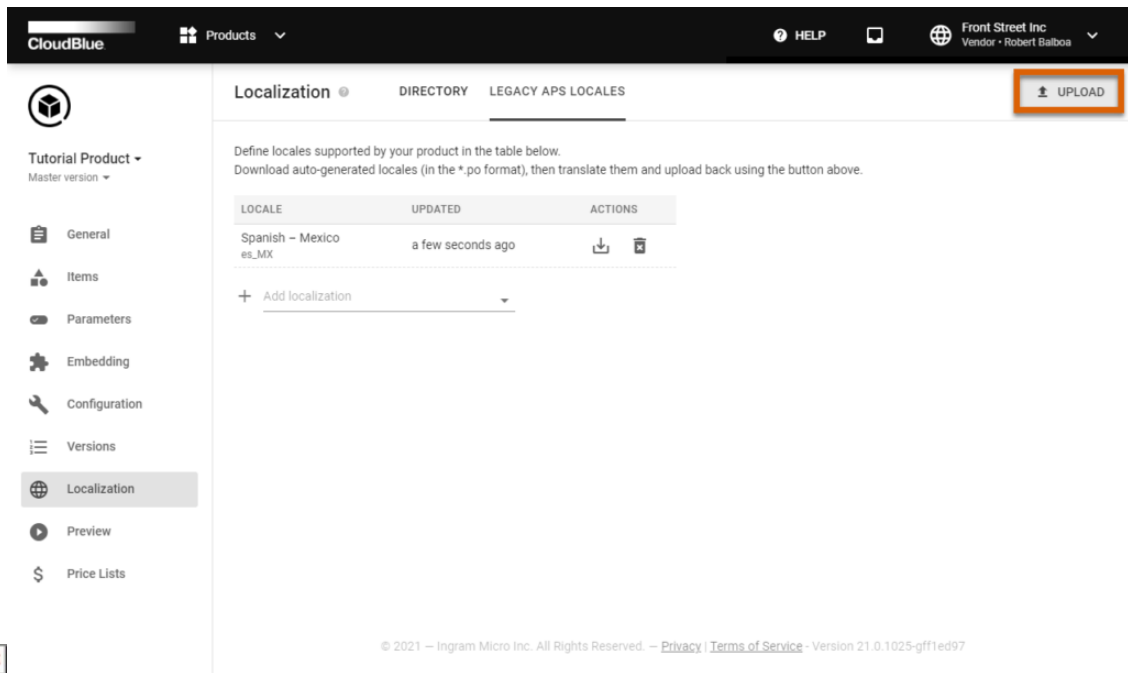 CloudBlue
Products
HELP
Front Street Inc
Vendor • Robert Balboa
Tutorial Product
Master version
General
Items
Parameters
Embedding
Configuration
Versions
Localization
Preview
Price Lists
Localization
DIRECTORY
LEGACY APS LOCALES
UPLOAD
Define locales supported by your product in the table below.
Download auto-generated locales (in the *.po format), then translate them and upload back using the button above.
LOCALE UPDATED ACTIONS
Spanish – Mexico a few seconds ago
es_MX
Add localization
© 2021 – Ingram Micro Inc. All Rights Reserved. – Privacy | Terms of Service - Version 21.0.1025-gff1ed97